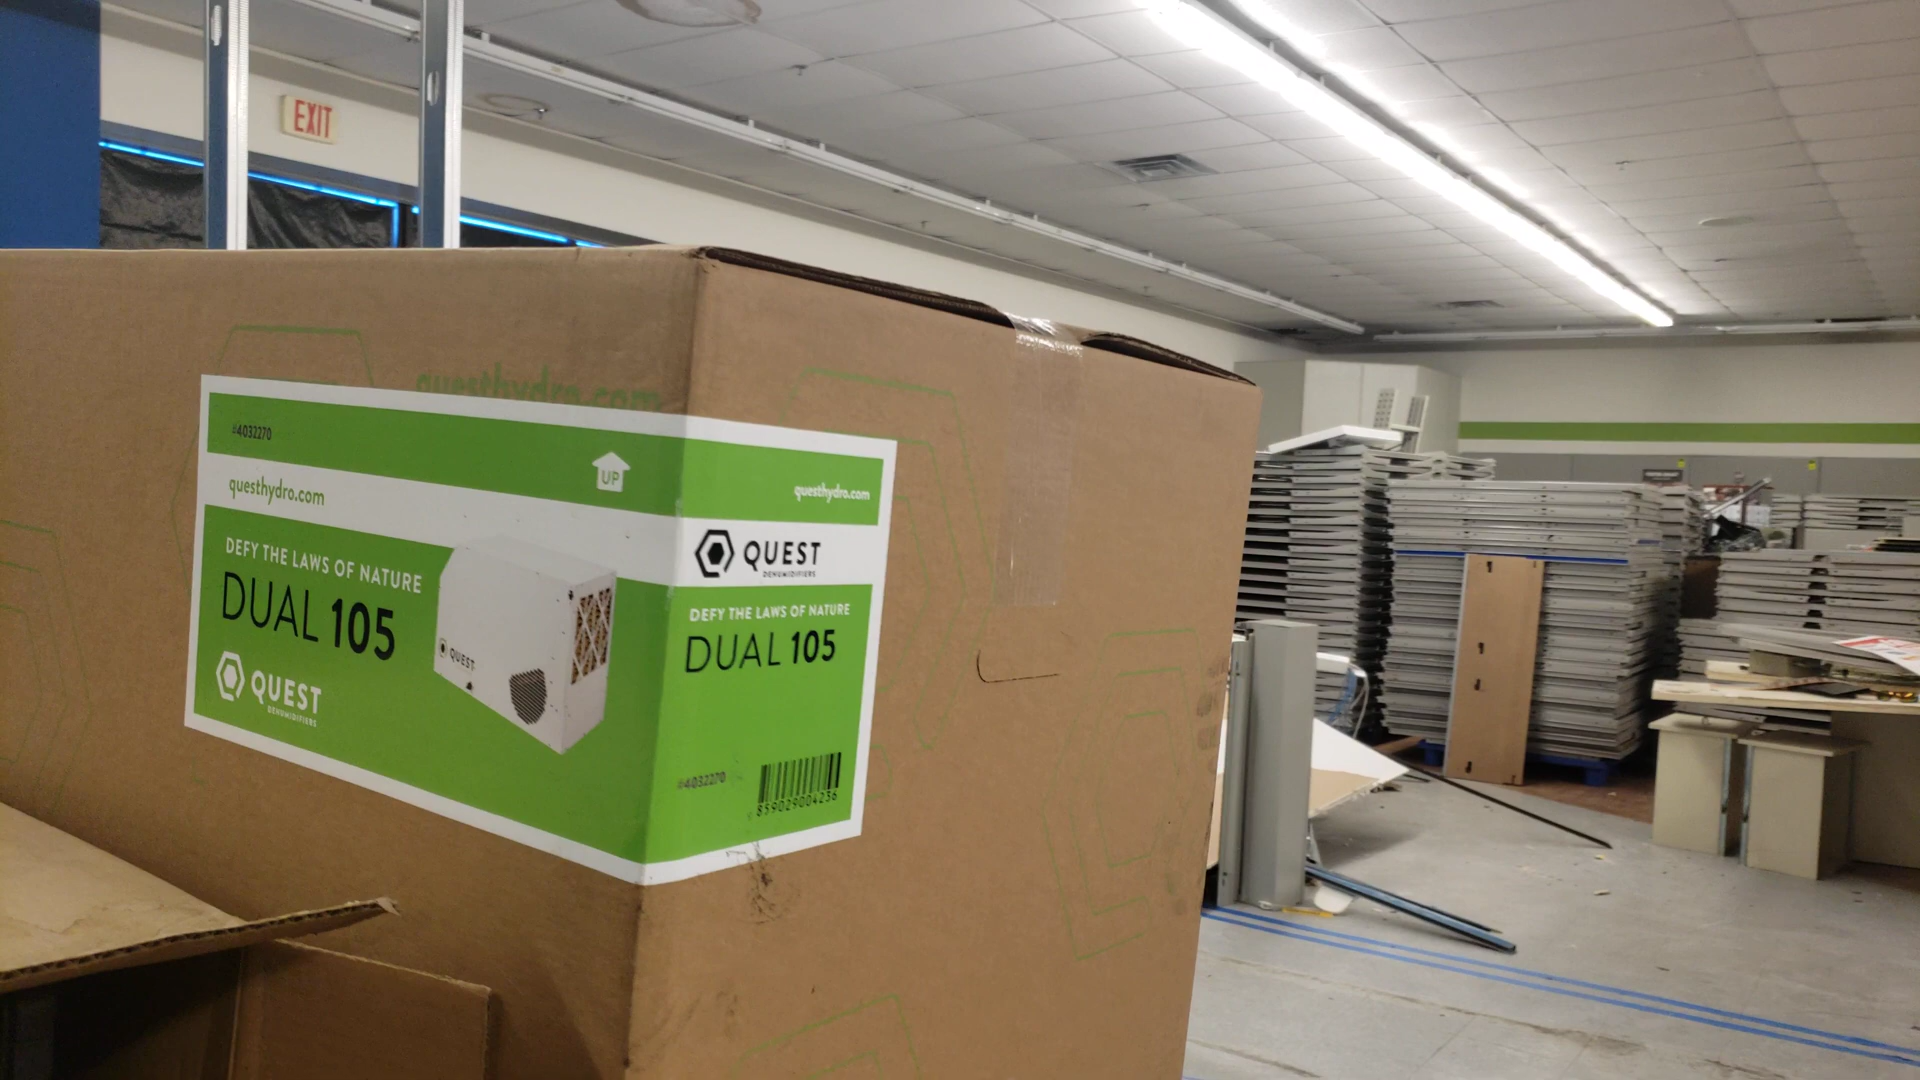 EXIT
questhydro.com
#4032270
UP
questhydro.com
DEFY THE LAWS OF NATURE
DUAL 105
QUEST
DEHUMIDIFIERS
QUEST
questhydro.com
QUEST
DEHUMIDIFIERS
DEFY THE LAWS OF NATURE
DUAL 105
#4032270
859029004236